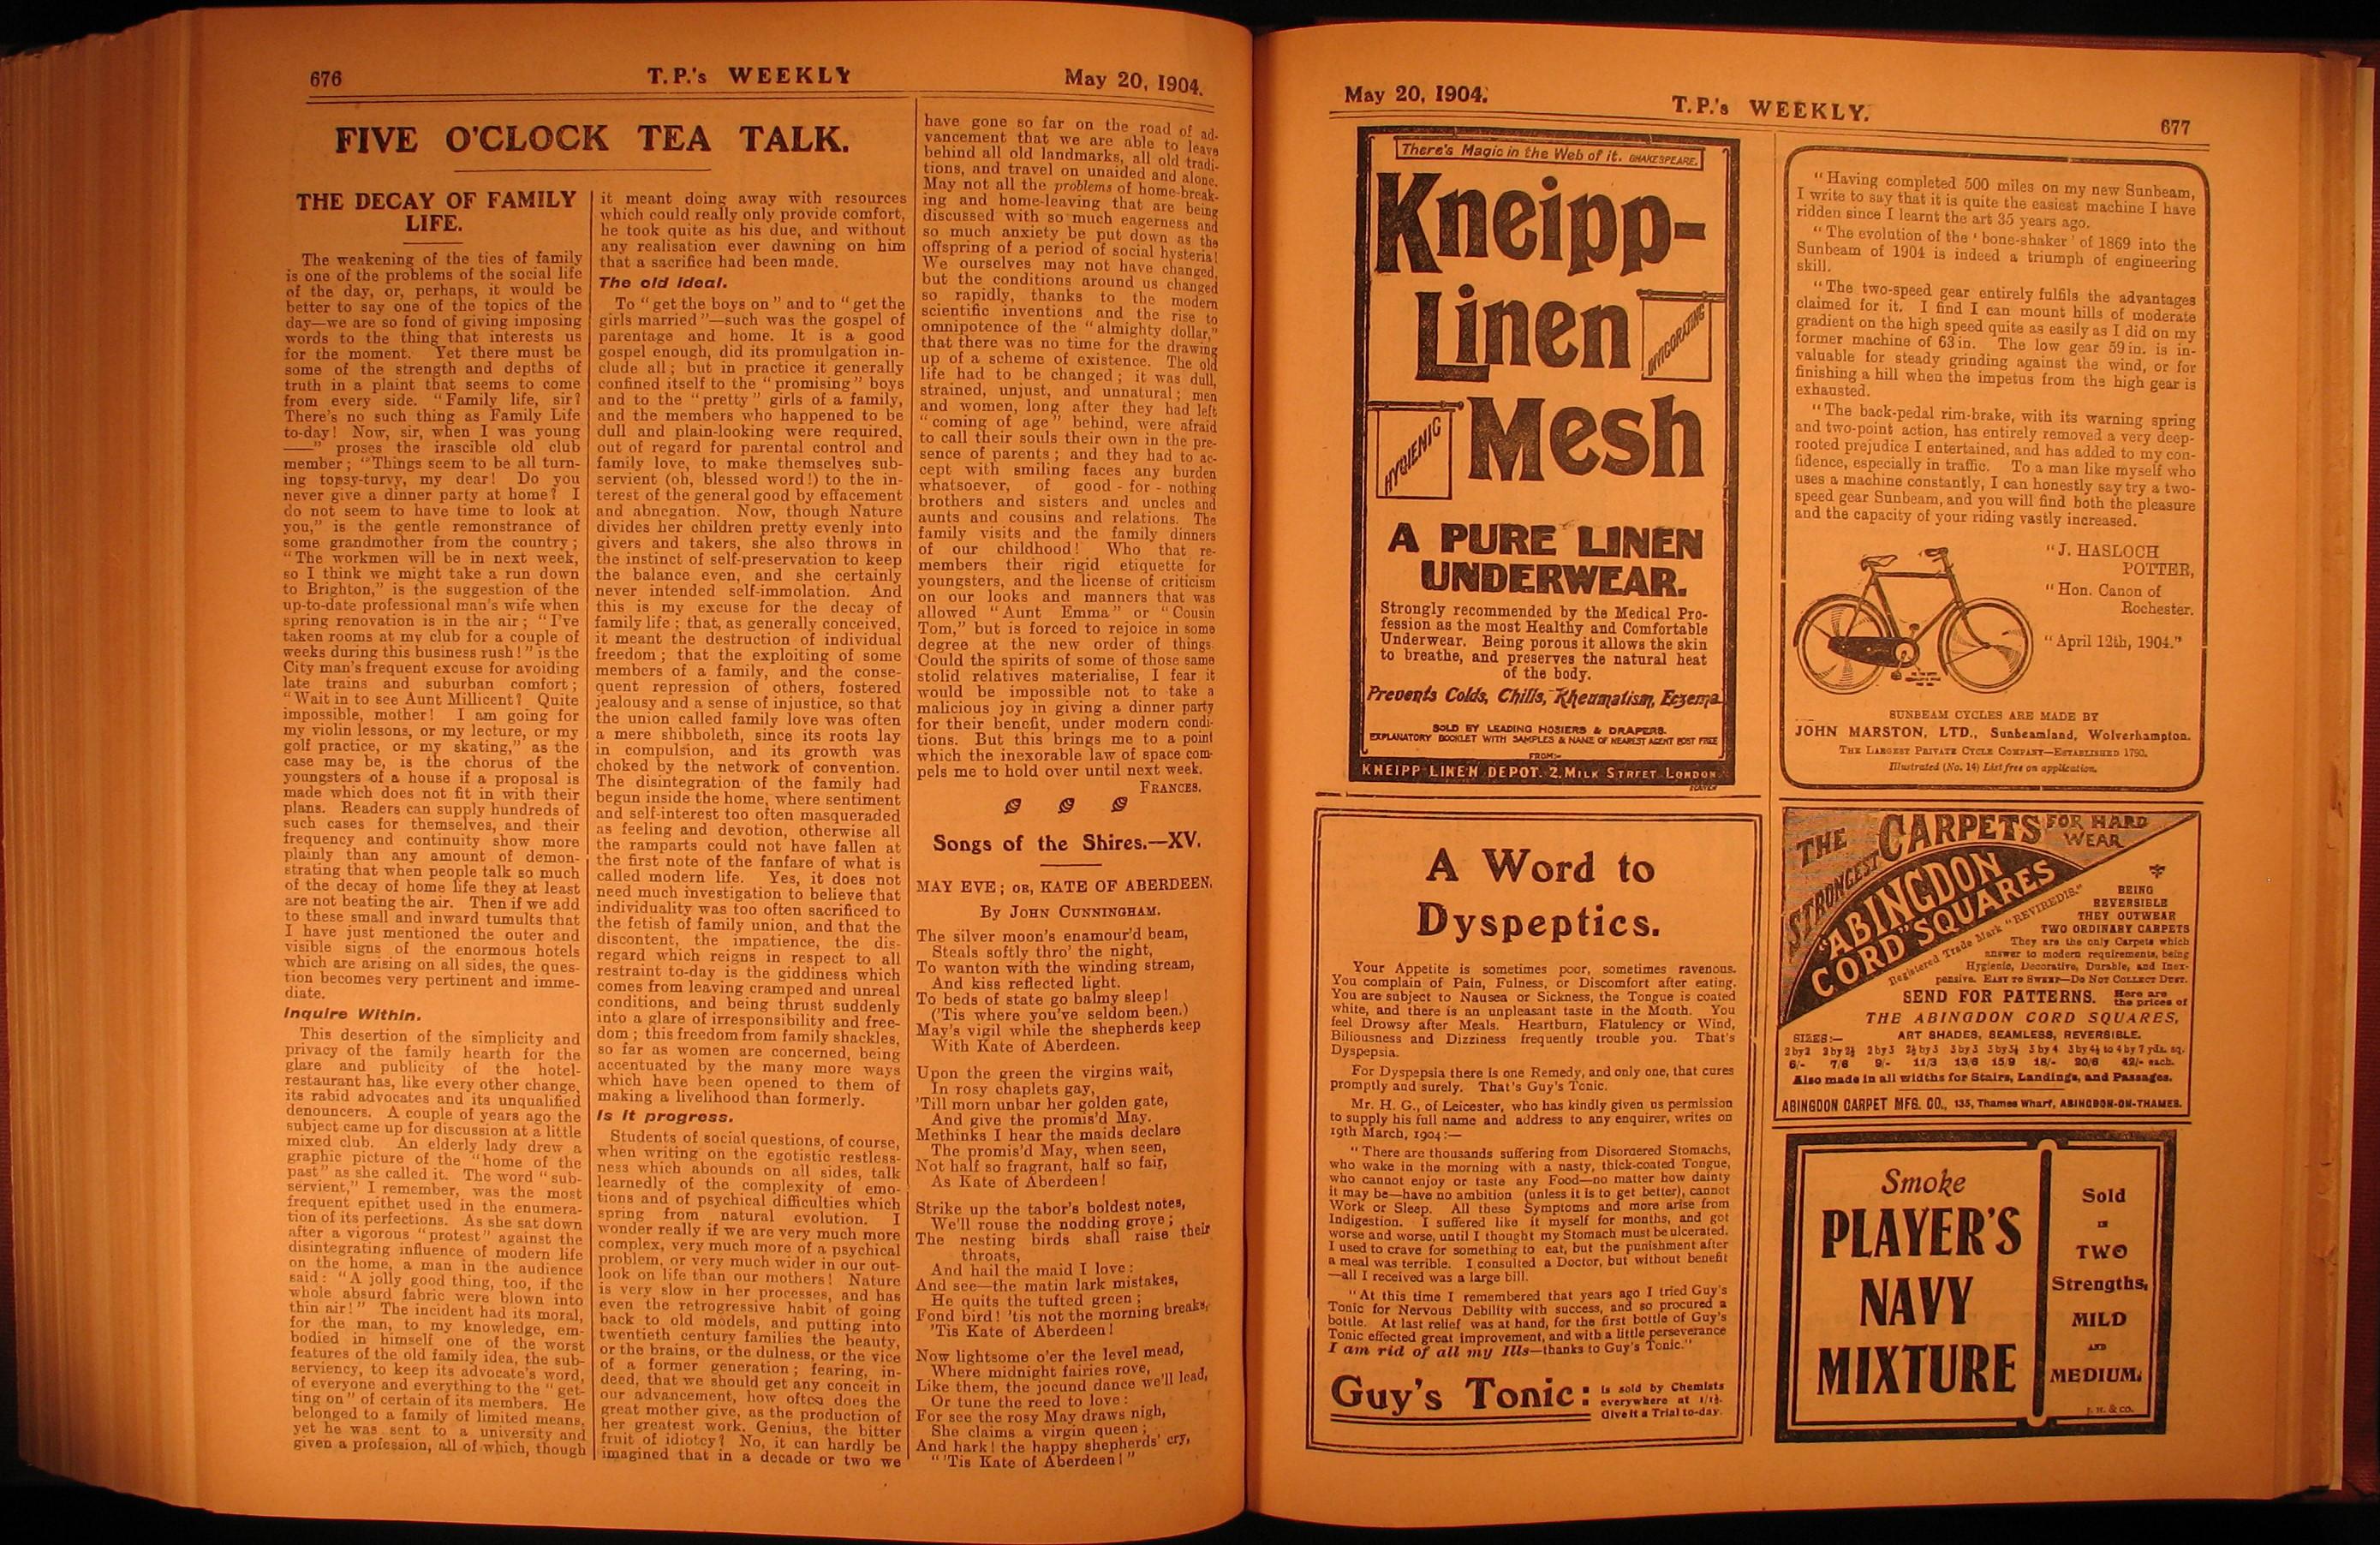 676
T.P.'s WEEKLY
May 20, 1904.
FIVE O'CLOCK TEA TALK.
THE DECAY OF FAMILY
LIFE.
The weakening of the ties of family
is one of the problems of the social life
of the day, or, perhaps, it would be
better to say one of the topics of the
day—we are so fond of giving imposing
words to the thing that interests us
for the moment. Yet there must be
some of the strength and depths of
truth in a plaint that seems to come
from every side. "Family life, sir?
There's no such thing as Family Life
to-day! Now, sir, when I was young
——" proses the irascible old club
member; "Things seem to be all turn-
ing topsy-turvy, my dear! Do you
never give a dinner party at home? I
do not seem to have time to look at
you," is the gentle remonstrance of
some grandmother from the country;
"The workmen will be in next week,
so I think we might take a run down
to Brighton," is the suggestion of the
up-to-date professional man's wife when
spring renovation is in the air; "I've
taken rooms at my club for a couple of
weeks during this business rush!" is the
City man's frequent excuse for avoiding
late trains and suburban comfort;
"Wait in to see Aunt Millicent? Quite
impossible, mother! I am going for
my violin lessons, or my lecture, or my
golf practice, or my skating," as the
case may be, is the chorus of the
youngsters of a house if a proposal is
made which does not fit in with their
plans. Readers can supply hundreds of
such cases for themselves, and their
frequency and continuity show more
plainly than any amount of demon-
strating that when people talk so much
of the decay of home life they at least
are not beating the air. Then if we add
to these small and inward tumults that
I have just mentioned the outer and
visible signs of the enormous hotels
which are arising on all sides, the ques-
tion becomes very pertinent and imme-
diate.
Inquire Within.
This desertion of the simplicity and
privacy of the family hearth for the
glare and publicity of the hotel-
restaurant has, like every other change,
its rabid advocates and its unqualified
denouncers. A couple of years ago the
subject came up for discussion at a little
mixed club. An elderly lady drew a
graphic picture of the "home of the
past" as she called it. The word "sub-
servient," I remember, was the most
frequent epithet used in the enumera-
tion of its perfections. As she sat down
after a vigorous "protest" against the
disintegrating influence of modern life
on the home, a man in the audience
said: "A jolly good thing, too, if the
whole absurd fabric were blown into
thin air!" The incident had its moral,
for the man, to my knowledge, em-
bodied in himself one of the worst
features of the old family idea, the sub-
serviency, to keep its advocate's word,
of everyone and everything to the "get-
ting on" of certain of its members. He
belonged to a family of limited means,
yet he was sent to a university and
given a profession, all of which, though
it meant doing away with resources
which could really only provide comfort,
he took quite as his due, and without
any realisation ever dawning on him
that a sacrifice had been made.
The old ideal.
To "get the boys on" and to "get the
girls married"—such was the gospel of
parentage and home. It is a good
gospel enough, did its promulgation in-
clude all; but in practice it generally
confined itself to the "promising" boys
and to the "pretty" girls of a family,
and the members who happened to be
dull and plain-looking were required,
out of regard for parental control and
family love, to make themselves sub-
servient (oh, blessed word!) to the in-
terest of the general good by effacement
and abnegation. Now, though Nature
divides her children pretty evenly into
givers and takers, she also throws in
the instinct of self-preservation to keep
the balance even, and she certainly
never intended self-immolation. And
this is my excuse for the decay of
family life; that, as generally conceived,
it meant the destruction of individual
freedom; that the exploiting of some
members of a family, and the conse-
quent repression of others, fostered
jealousy and a sense of injustice, so that
the union called family love was often
a mere shibboleth, since its roots lay
in compulsion, and its growth was
choked by the network of convention.
The disintegration of the family had
begun inside the home, where sentiment
and self-interest too often masqueraded
as feeling and devotion, otherwise all
the ramparts could not have fallen at
the first note of the fanfare of what is
called modern life. Yes, it does not
need much investigation to believe that
individuality was too often sacrificed to
the fetish of family union, and that the
discontent, the impatience, the dis-
regard which reigns in respect to all
restraint to-day is the giddiness which
comes from leaving cramped and unreal
conditions, and being thrust suddenly
into a glare of irresponsibility and free-
dom; this freedom from family shackles,
so far as women are concerned, being
accentuated by the many more ways
which have been opened to them of
making a livelihood than formerly.
Is it progress.
Students of social questions, of course,
when writing on the egotistic restless-
ness which abounds on all sides, talk
learnedly of the complexity of emo-
tions and of psychical difficulties which
spring from natural evolution. I
wonder really if we are very much more
complex, very much more of a psychical
problem, or very much wider in our out-
look on life than our mothers! Nature
is very slow in her processes, and has
even the retrogressive habit of going
back to old models, and putting into
twentieth century families the beauty,
or the brains, or the dulness, or the vice
of a former generation; fearing, in-
deed, that we should get any conceit in
our advancement, how often does the
great mother give, as the production of
her greatest work, Genius, the bitter
fruit of idiotcy? No, it can hardly be
imagined that in a decade or two we
have gone so far on the road of ad-
vancement that we are able to leave
behind all old landmarks, all old tradi-
tions, and travel on unaided and alone.
May not all the problems of home-break-
ing and home-leaving that are being
discussed with so much eagerness and
so much anxiety be put down as the
offspring of a period of social hysteria!
We ourselves may not have changed,
but the conditions around us changed
so rapidly, thanks to the modern
scientific inventions and the rise to
omnipotence of the "almighty dollar,"
that there was no time for the drawing
up of a scheme of existence. The old
life had to be changed; it was dull,
strained, unjust, and unnatural; men
and women, long after they had left
"coming of age" behind, were afraid
to call their souls their own in the pre-
sence of parents; and they had to ac-
cept with smiling faces any burden
whatsoever, of good-for-nothing
brothers and sisters and uncles and
aunts and cousins and relations. The
family visits and the family dinners
of our childhood! Who that re-
members their rigid etiquette for
youngsters, and the license of criticism
on our looks and manners that was
allowed "Aunt Emma" or "Cousin
Tom," but is forced to rejoice in some
degree at the new order of things.
Could the spirits of some of those same
stolid relatives materialise, I fear it
would be impossible not to take a
malicious joy in giving a dinner party
for their benefit, under modern condi-
tions. But this brings me to a point
which the inexorable law of space com-
pels me to hold over until next week.
FRANCES.
Songs of the Shires.—XV.
MAY EVE; OR, KATE OF ABERDEEN.
By JOHN CUNNINGHAM.
The silver moon's enamour'd beam,
Steals softly thro' the night,
To wanton with the winding stream,
And kiss reflected light.
To beds of state go balmy sleep!
('Tis where you've seldom been.)
May's vigil while the shepherds keep
With Kate of Aberdeen.
Upon the green the virgins wait,
In rosy chaplets gay,
'Till morn unbar her golden gate,
And give the promis'd May.
Methinks I hear the maids declare
The promis'd May, when seen,
Not half so fragrant, half so fair,
As Kate of Aberdeen!
Strike up the tabor's boldest notes,
We'll rouse the nodding grove;
The nesting birds shall raise their
throats,
And hail the maid I love:
And see—the matin lark mistakes,
He quits the tufted green;
Fond bird! 'tis not the morning breaks,
'Tis Kate of Aberdeen!
Now lightsome o'er the level mead,
Where midnight fairies rove,
Like them, the jocund dance we'll lead,
Or tune the reed to love:
For see the rosy May draws nigh,
She claims a virgin queen;
And hark! the happy shepherds' cry,
"'Tis Kate of Aberdeen!"
May 20, 1904.
T.P.'s WEEKLY.
677
There's Magic in the Web of it. SHAKESPEARE.
Kneipp-
Linen
INVIGORATING
HYGIENIC
Mesh
A PURE LINEN
UNDERWEAR.
Strongly recommended by the Medical Pro-
fession as the most Healthy and Comfortable
Underwear. Being porous it allows the skin
to breathe, and preserves the natural heat
of the body.
Prevents Colds, Chills, Rheumatism, Eczema
SOLD BY LEADING HOSIERS & DRAPERS.
EXPLANATORY BOOKLET WITH SAMPLES & NAME OF NEAREST AGENT POST FREE
FROM:-
KNEIPP LINEN DEPOT. 2. MILK STREET LONDON
A Word to
Dyspeptics.
Your Appetite is sometimes poor, sometimes ravenous.
You complain of Pain, Fulness, or Discomfort after eating.
You are subject to Nausea or Sickness, the Tongue is coated
white, and there is an unpleasant taste in the Mouth. You
feel Drowsy after Meals. Heartburn, Flatulency or Wind,
Biliousness and Dizziness frequently trouble you. That's
Dyspepsia.
For Dyspepsia there is one Remedy, and only one, that cures
promptly and surely. That's Guy's Tonic.
Mr. H. G., of Leicester, who has kindly given us permission
to supply his full name and address to any enquirer, writes on
19th March, 1904:—
"There are thousands suffering from Disordered Stomachs,
who wake in the morning with a nasty, thick-coated Tongue,
who cannot enjoy or taste any Food—no matter how dainty
it may be—have no ambition (unless it is to get better), cannot
Work or Sleep. All these Symptoms and more arise from
Indigestion. I suffered like it myself for months, and got
worse and worse, until I thought my Stomach must be ulcerated.
I used to crave for something to eat, but the punishment after
a meal was terrible. I consulted a Doctor, but without benefit
—all I received was a large bill.
"At this time I remembered that years ago I tried Guy's
Tonic for Nervous Debility with success, and so procured a
bottle. At last relief was at hand, for the first bottle of Guy's
Tonic effected great improvement, and with a little perseverance
I am rid of all my Ills—thanks to Guy's Tonic."
Guy's Tonic:
Is sold by Chemists
everywhere at 1/1½.
Give it a Trial to-day.
"Having completed 500 miles on my new Sunbeam,
I write to say that it is quite the easiest machine I have
ridden since I learnt the art 35 years ago.
"The evolution of the 'bone-shaker' of 1869 into the
Sunbeam of 1904 is indeed a triumph of engineering
skill.
"The two-speed gear entirely fulfils the advantages
claimed for it. I find I can mount hills of moderate
gradient on the high speed quite as easily as I did on my
former machine of 63 in. The low gear 59 in. is in-
valuable for steady grinding against the wind, or for
finishing a hill when the impetus from the high gear is
exhausted.
"The back-pedal rim-brake, with its warning spring
and two-point action, has entirely removed a very deep-
rooted prejudice I entertained, and has added to my con-
fidence, especially in traffic. To a man like myself who
uses a machine constantly, I can honestly say try a two-
speed gear Sunbeam, and you will find both the pleasure
and the capacity of your riding vastly increased.
"J. HASLOCH
POTTER,
"Hon. Canon of
Rochester.
"April 12th, 1904."
SUNBEAM CYCLES ARE MADE BY
JOHN MARSTON, LTD., Sunbeamland, Wolverhampton.
THE LARGEST PRIVATE CYCLE COMPANY—ESTABLISHED 1790.
Illustrated (No. 14) List free on application.
THE STRONGEST CARPETS FOR HARD
WEAR
"ABINGDON
CORD" SQUARES
Registered Trade Mark "REVIREDIS."
BEING
REVERSIBLE
THEY OUTWEAR
TWO ORDINARY CARPETS
They are the only Carpets which
answer to modern requirements, being
Hygienic, Decorative, Durable, and Inex-
pensive. EASY TO SWEEP—DO NOT COLLECT DUST.
SEND FOR PATTERNS. Here are
the prices of
THE ABINGDON CORD SQUARES,
ART SHADES, SEAMLESS, REVERSIBLE.
SIZES:—
2 by 2 2 by 2½ 2 by 3 2½ by 3 3 by 3 3 by 3½ 3 by 4 3 by 4½ to 4 by 7 yds. sq.
6/- 7/6 9/- 11/3 13/6 15/9 18/- 20/6 42/- each.
Also made in all widths for Stairs, Landings, and Passages.
ABINGDON CARPET MFG. CO., 135, Thames Wharf, ABINGDON-ON-THAMES.
Smoke
PLAYER'S
NAVY
MIXTURE
Sold
IN
TWO
Strengths,
MILD
AND
MEDIUM.
J. H. & CO.